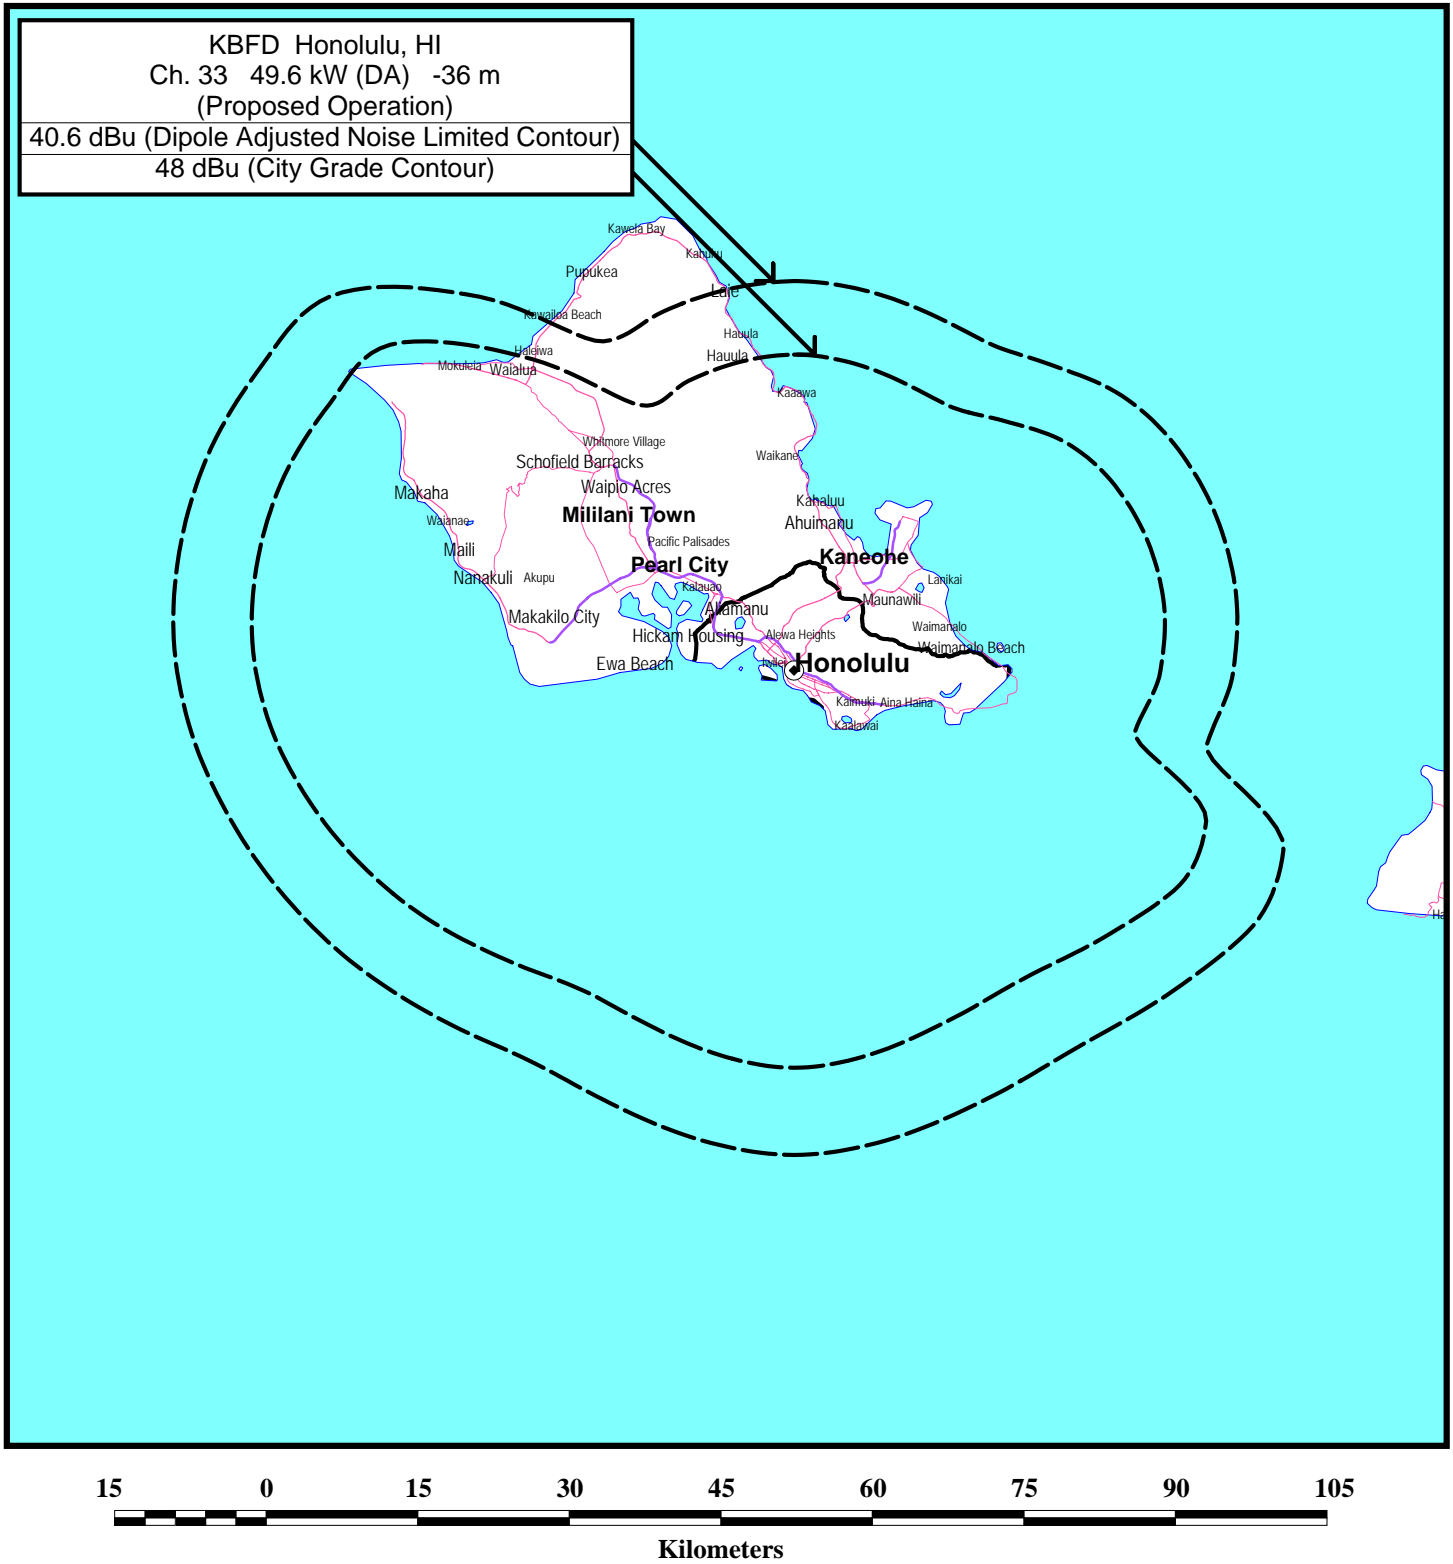 KBFD Honolulu, HI
Ch. 33 49.6 kW (DA) -36 m
(Proposed Operation)
40.6 dBu (Dipole Adjusted Noise Limited Contour)
48 dBu (City Grade Contour)
Kawela Bay
Kahuku
Pupukea
Laie
Kawailoa Beach
Hauula
Haleiwa
Hauula
Mokuleia
Waialua
Kaaawa
Whitmore Village
Waikane
Schofield Barracks
Waipio Acres
Makaha
Kahaluu
Mililani Town
Waianae
Ahuimanu
Pacific Palisades
Maili
Kaneohe
Pearl City
Nanakuli
Akupu
Lanikai
Kalauao
Maunawili
Aliamanu
Makakilo City
Waimanalo
Hickam Housing
Alewa Heights
Waimanalo Beach
Ewa Beach
Iwilei
Honolulu
Kaimuki
Aina Haina
Kaalawai
Ha
15 0 15 30 45 60 75 90 105
Kilometers